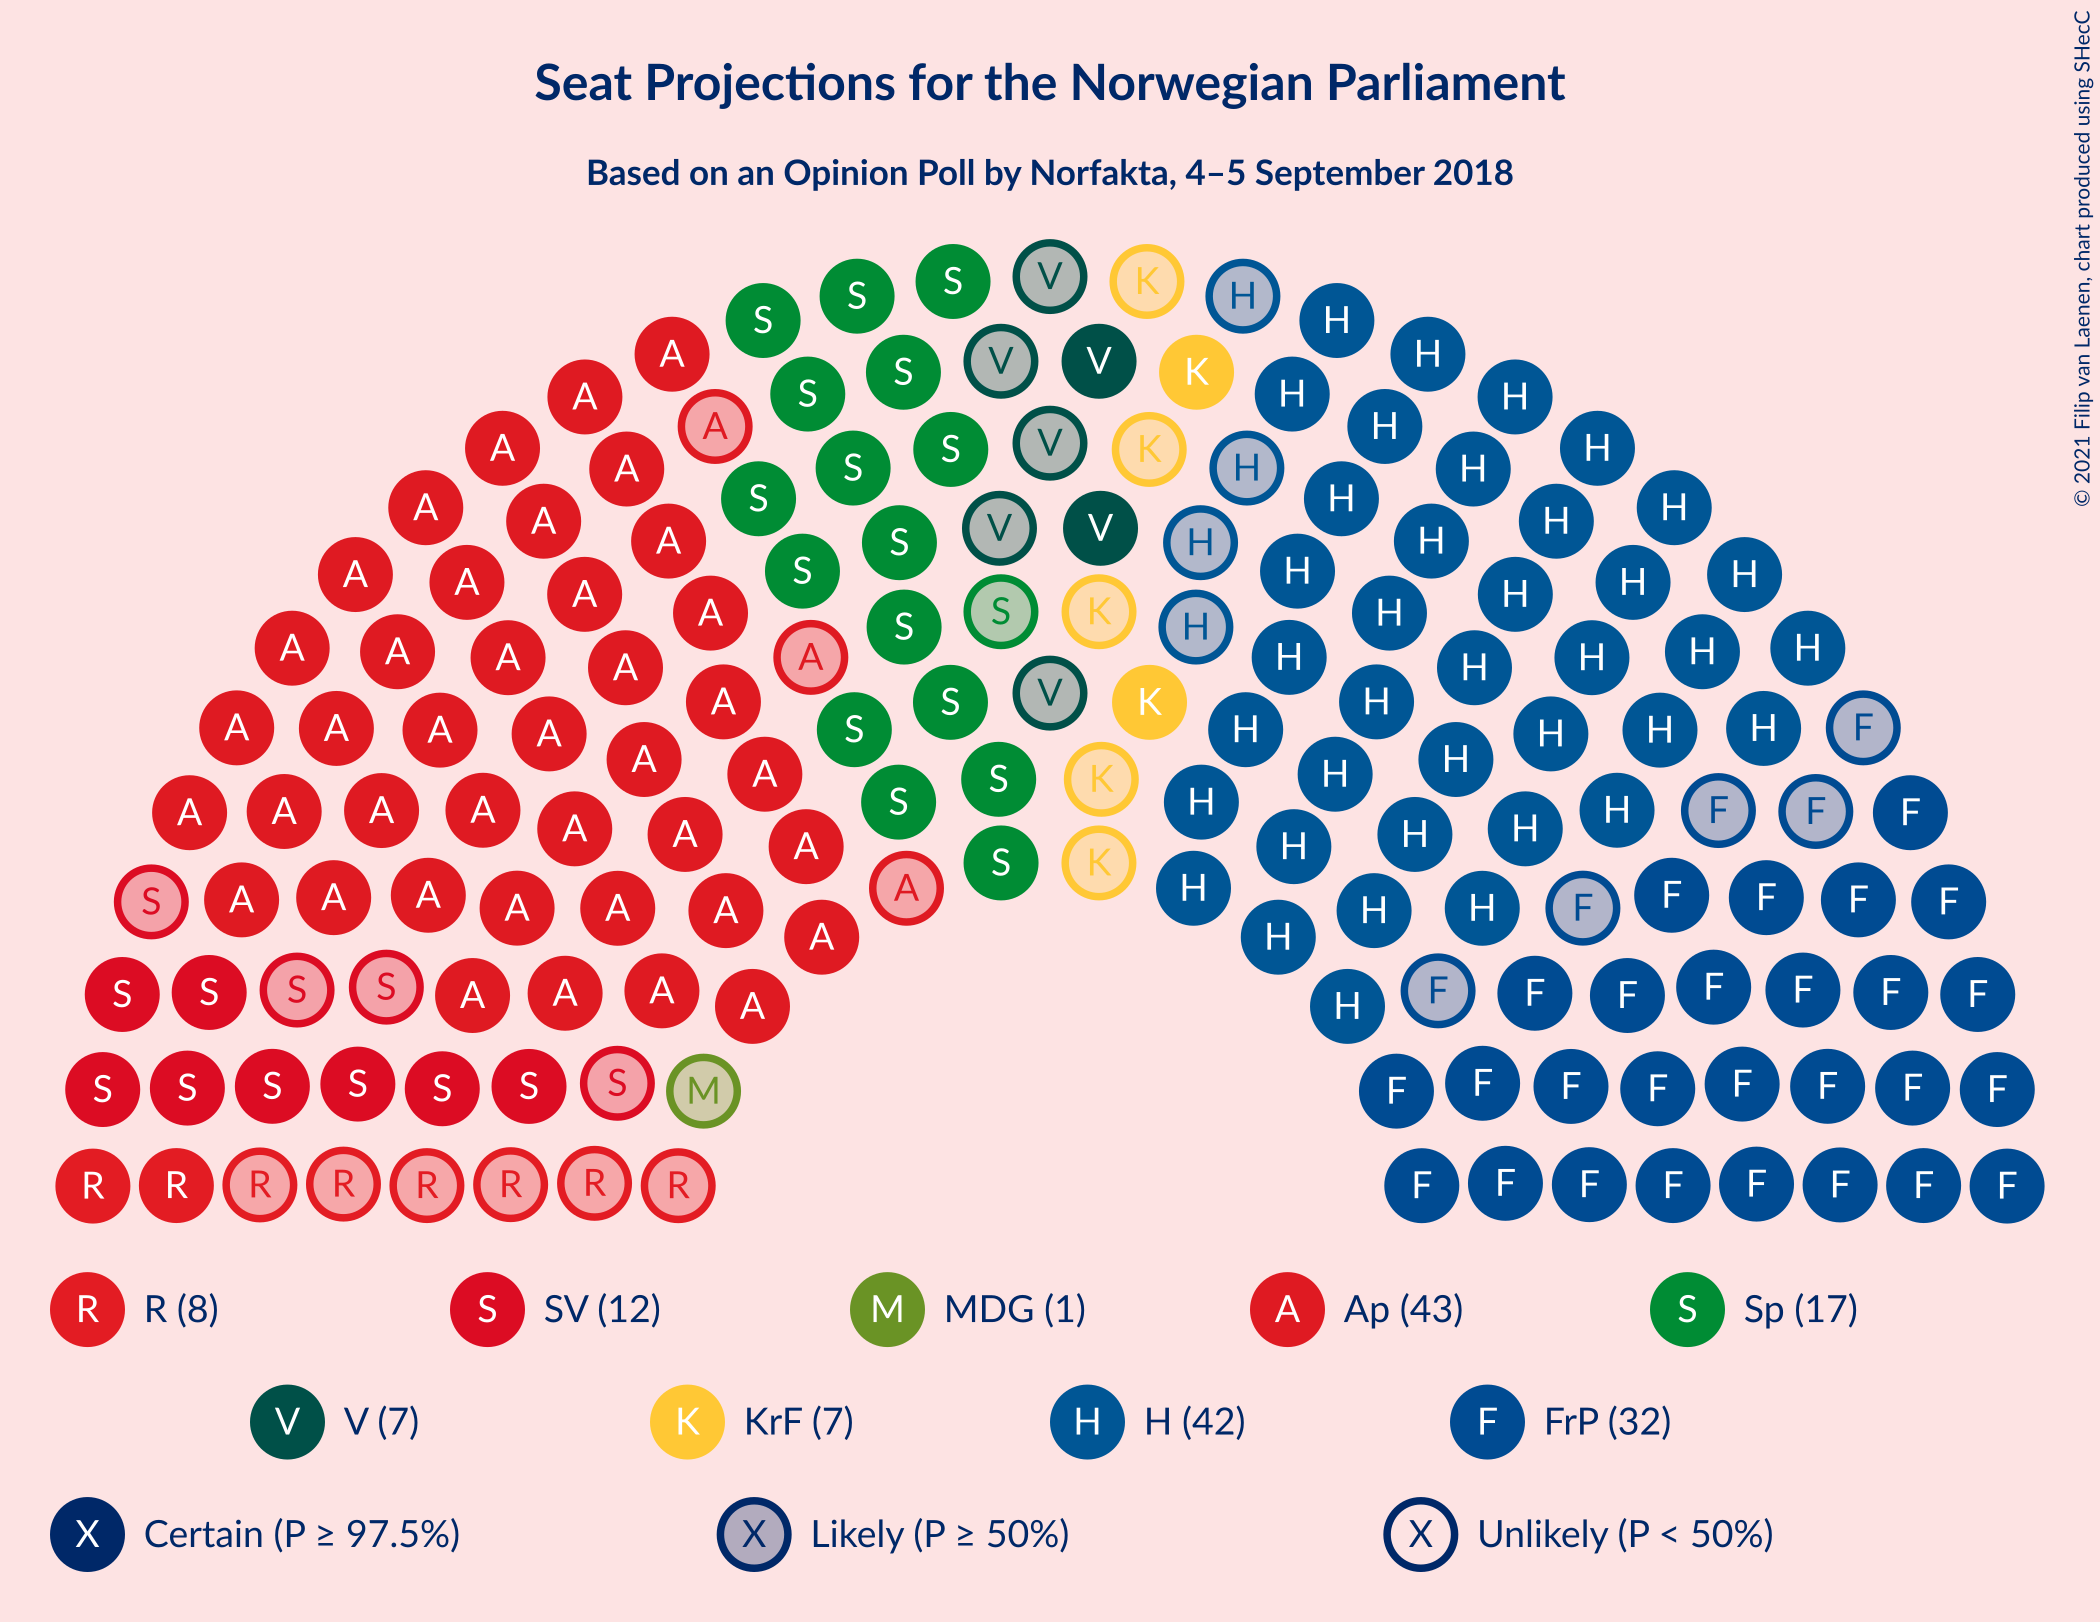 © 2021 Filip van Laenen, chart produced using SHecC
Seat Projections for the Norwegian Parliament
Based on an Opinion Poll by Norfakta, 4–5 September 2018
S S V K H
S H
A S V V K H
A S H H
A A S V K H H
A S H H
A A S V V H H H
A S H H
A A A S H H H H
A S S K H H
A A A A A H H H H H
A S V K H
A A A A S H H H H F
A A S K H H
A A A A A A S H H H H F F F
A S K H
S A A A A A A A H H H F F F F F
A H
S S S S A A A A H F F F F F F F
S S S S S S S M F F F F F F F F
R R R R R R R R F F F F F F F F
R R (8) S SV (12) M MDG (1) A Ap (43) S Sp (17)
V V (7) K KrF (7) H H (42) F FrP (32)
X Certain (P ≥ 97.5%) X Likely (P ≥ 50%) X Unlikely (P < 50%)